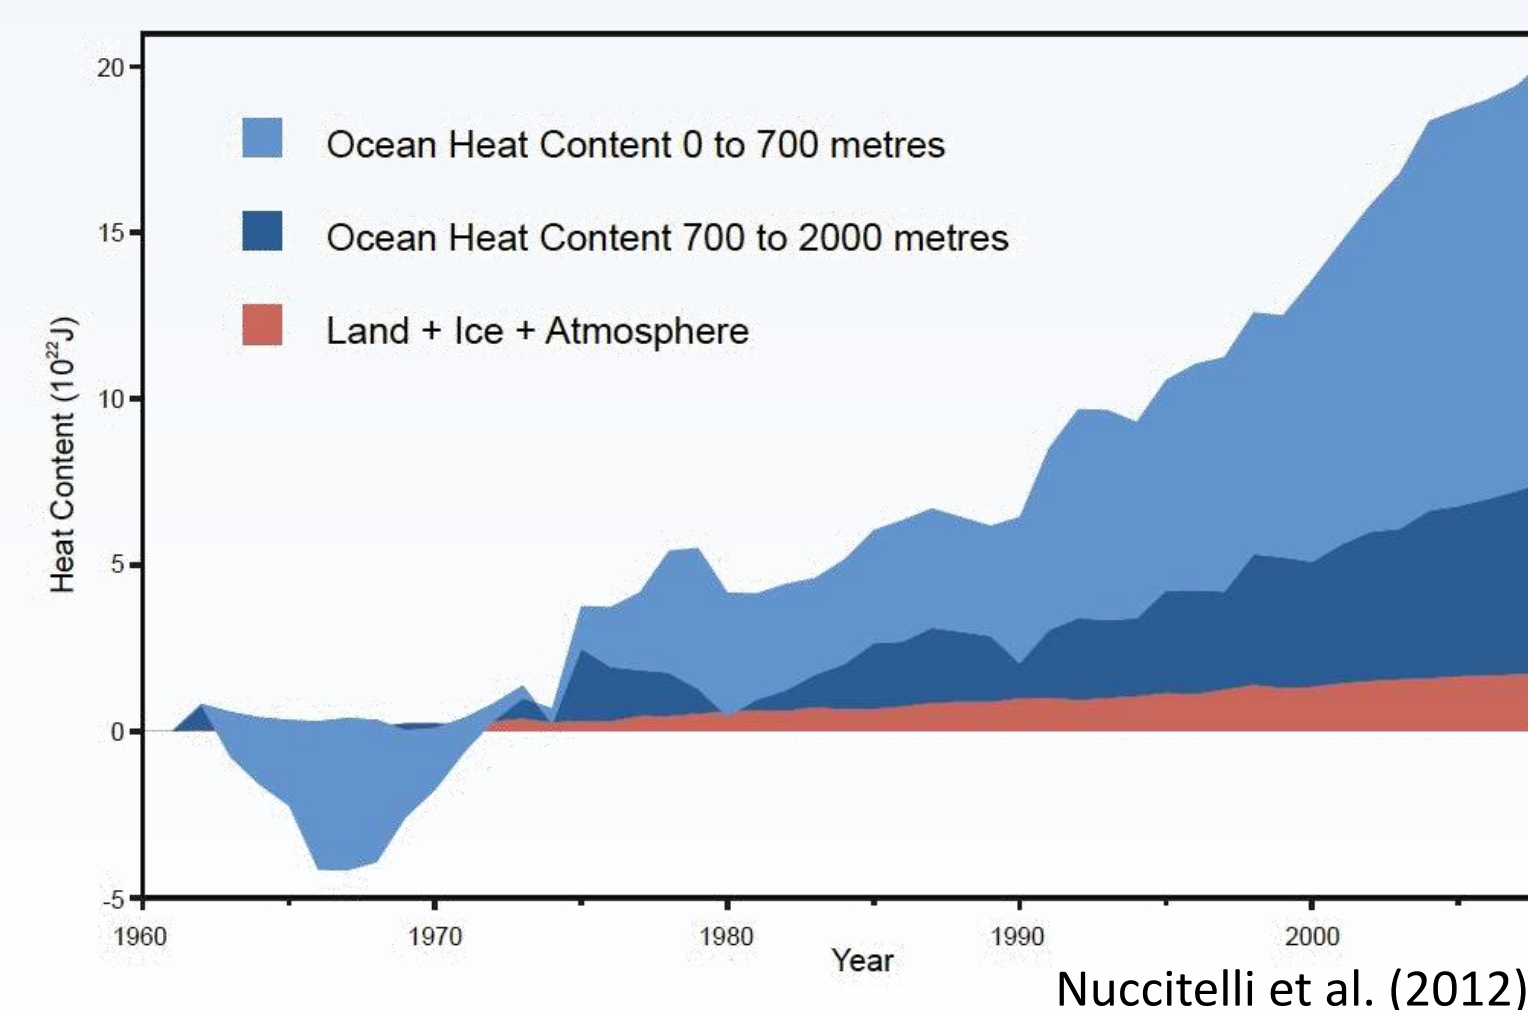 20
Ocean Heat Content 0 to 700 metres
15
Ocean Heat Content 700 to 2000 metres
Land + Ice + Atmosphere
Heat Content (10²²J)
10
5
0
-5
1960 1970 1980 1990 2000
Year
Nuccitelli et al. (2012)